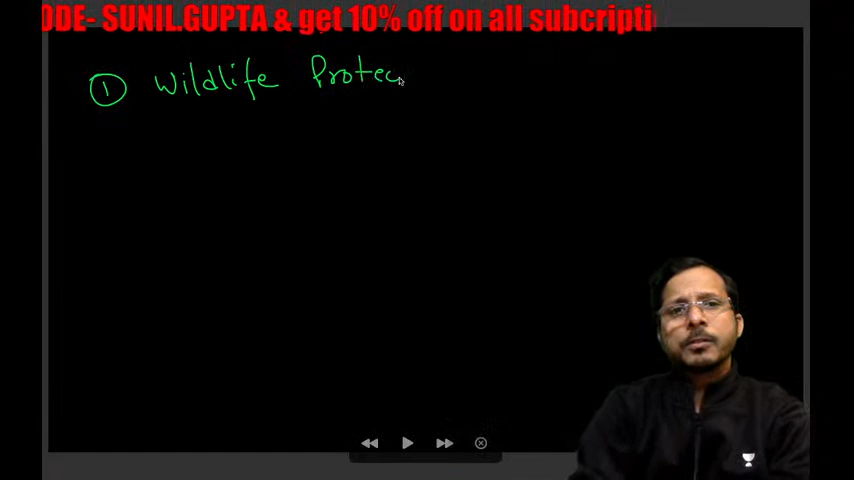 ODE- SUNIL.GUPTA & get 10% off on all subcripti
1 Wildlife Protec